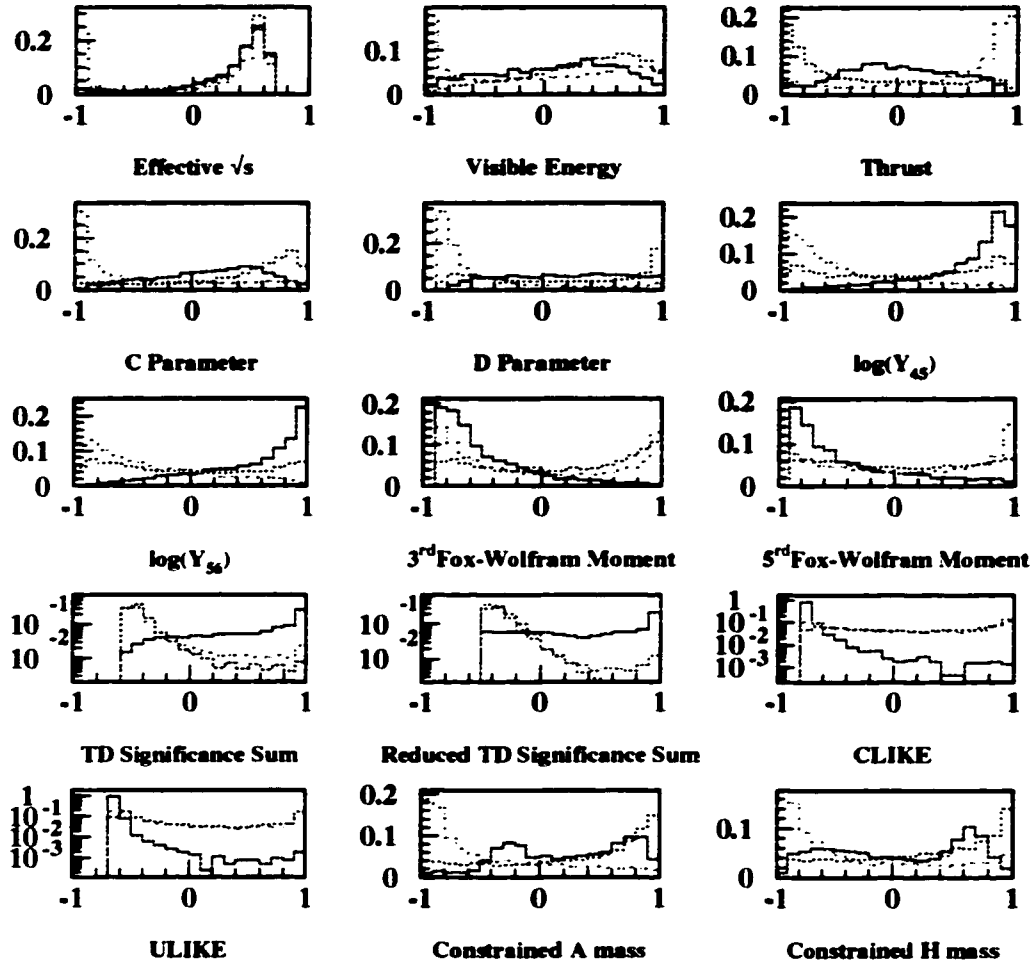 0.2
0
-1 0 1
Effective √s
0.1
0
-1 0 1
Visible Energy
0.2
0.1
0
-1 0 1
Thrust
0.2
0
-1 0 1
C Parameter
0.2
0
-1 0 1
D Parameter
0.2
0.1
0
-1 0 1
log(Y45)
0.2
0.1
0
-1 0 1
log(Y56)
0.2
0.1
0
-1 0 1
3rd Fox-Wolfram Moment
0.2
0.1
0
-1 0 1
5rd Fox-Wolfram Moment
10-1
10-2
-1 0 1
TD Significance Sum
10-1
10-2
-1 0 1
Reduced TD Significance Sum
1
10-1
10-2
10-3
-1 0 1
CLIKE
1
10-1
10-2
10-3
-1 0 1
ULIKE
0.2
0.1
0
-1 0 1
Constrained A mass
0.1
0
-1 0 1
Constrained H mass